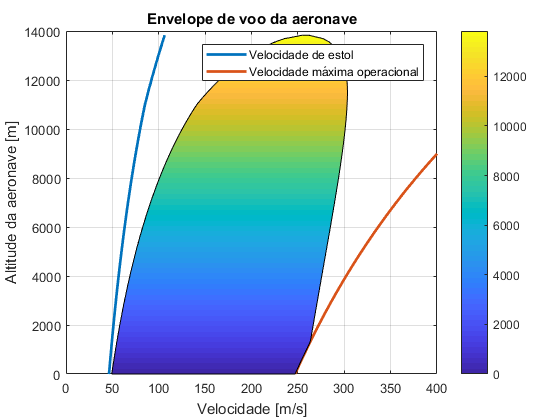 Envelope de voo da aeronave
Velocidade de estol
Velocidade máxima operacional
Altitude da aeronave [m]
14000
12000
10000
8000
6000
4000
2000
0
0 50 100 150 200 250 300 350 400
Velocidade [m/s]
12000
10000
8000
6000
4000
2000
0